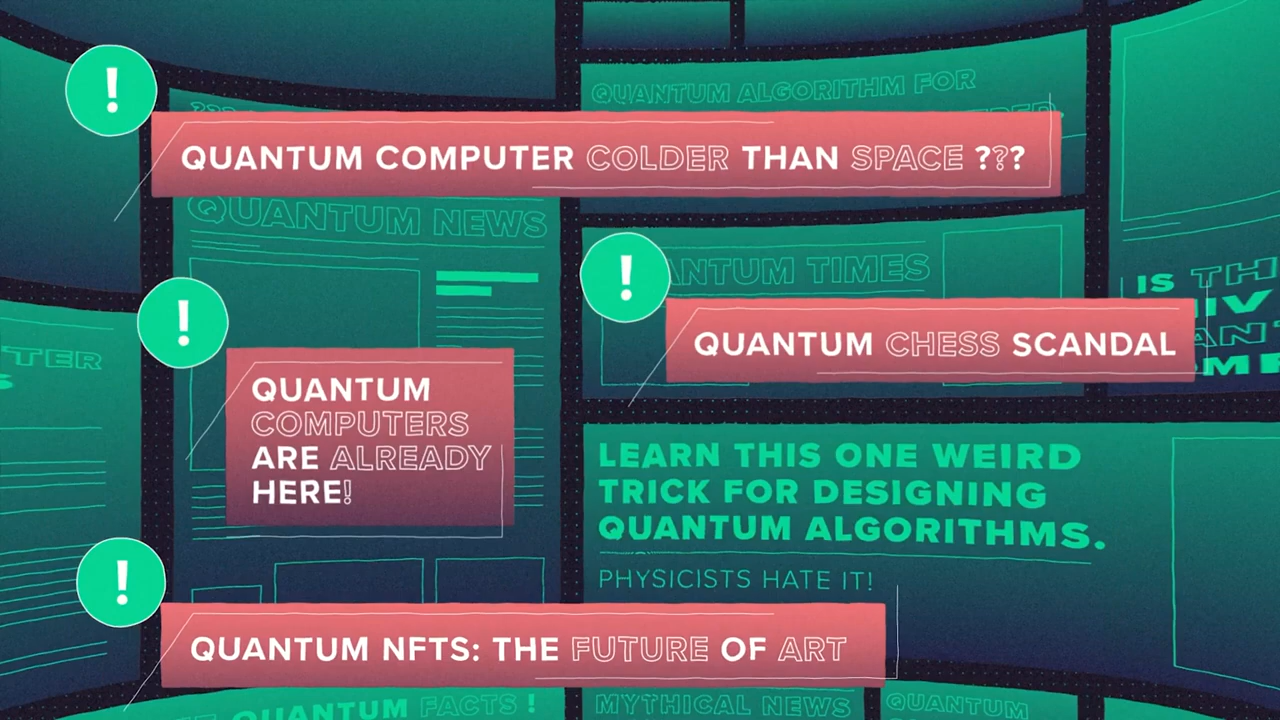 QUANTUM ALGORITHM FOR
QUANTUM COMPUTER COLDER THAN SPACE ???
QUANTUM NEWS
QUANTUM TIMES
IS
QUANTUM CHESS SCANDAL
QUANTUM
COMPUTERS
ARE ALREADY
HERE!
LEARN THIS ONE WEIRD
TRICK FOR DESIGNING
QUANTUM ALGORITHMS.
PHYSICISTS HATE IT!
QUANTUM NFTS: THE FUTURE OF ART
QUANTUM FACTS !
MYTHICAL NEWS
QUANTUM